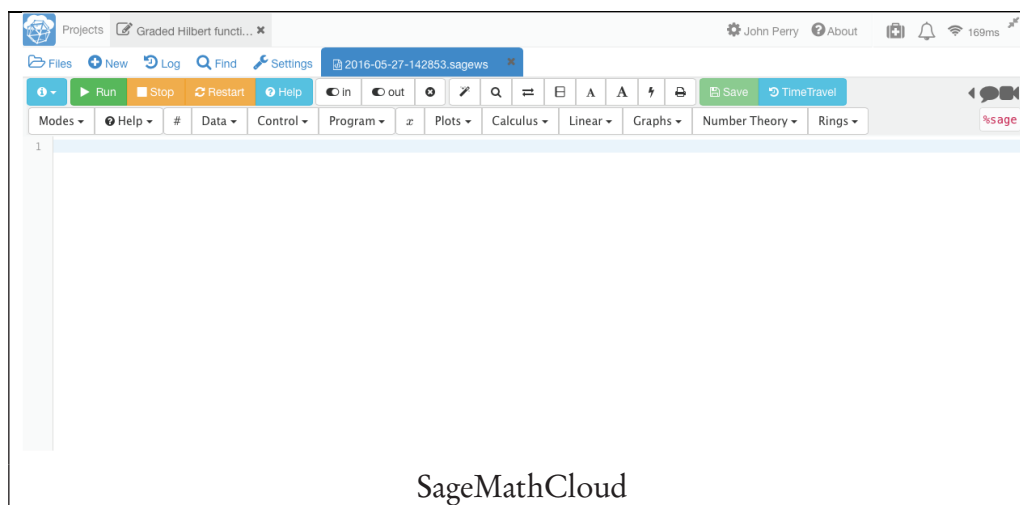 Projects Graded Hilbert functi... John Perry About 169ms
Files New Log Find Settings 2016-05-27-142853.sagews
Run Stop Restart Help in out A A Save TimeTravel
Modes Help # Data Control Program x Plots Calculus Linear Graphs Number Theory Rings %sage
1
SageMathCloud